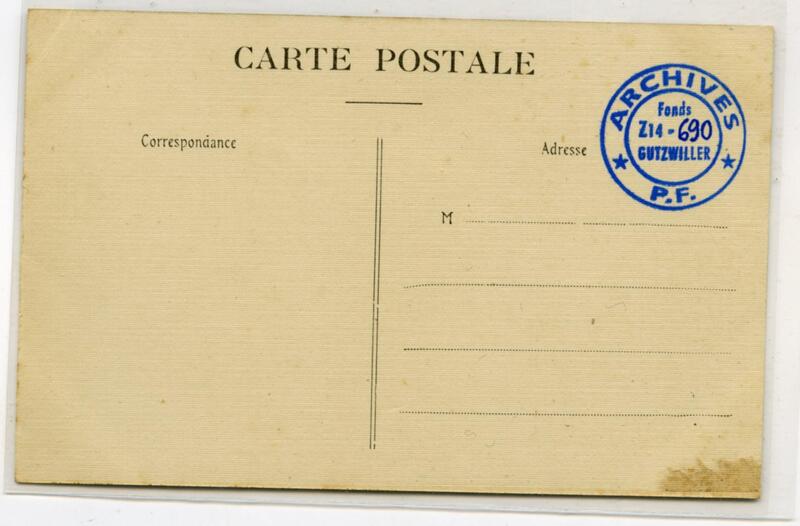 CARTE POSTALE
Correspondance
Adresse
M
ARCHIVES
Fonds
Z14-690
GUTZWILLER
P.F.